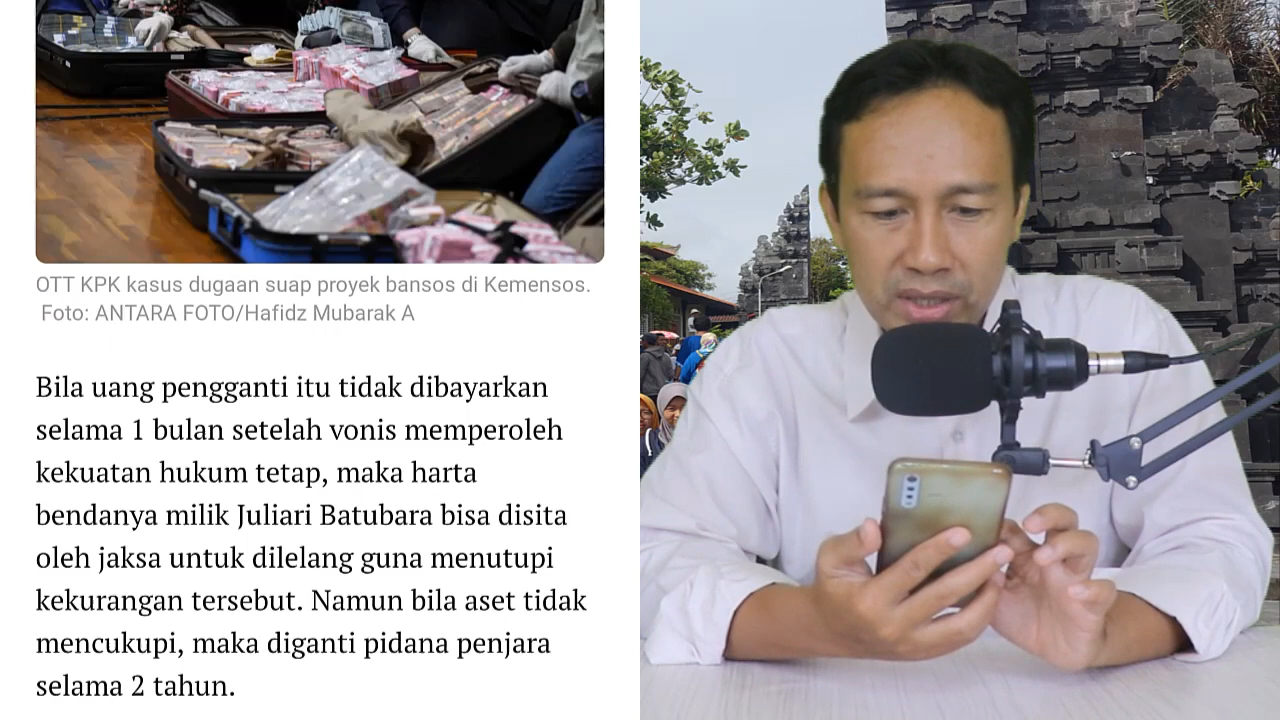 OTT KPK kasus dugaan suap proyek bansos di Kemensos.
Foto: ANTARA FOTO/Hafidz Mubarak A
Bila uang pengganti itu tidak dibayarkan
selama 1 bulan setelah vonis memperoleh
kekuatan hukum tetap, maka harta
bendanya milik Juliari Batubara bisa disita
oleh jaksa untuk dilelang guna menutupi
kekurangan tersebut. Namun bila aset tidak
mencukupi, maka diganti pidana penjara
selama 2 tahun.